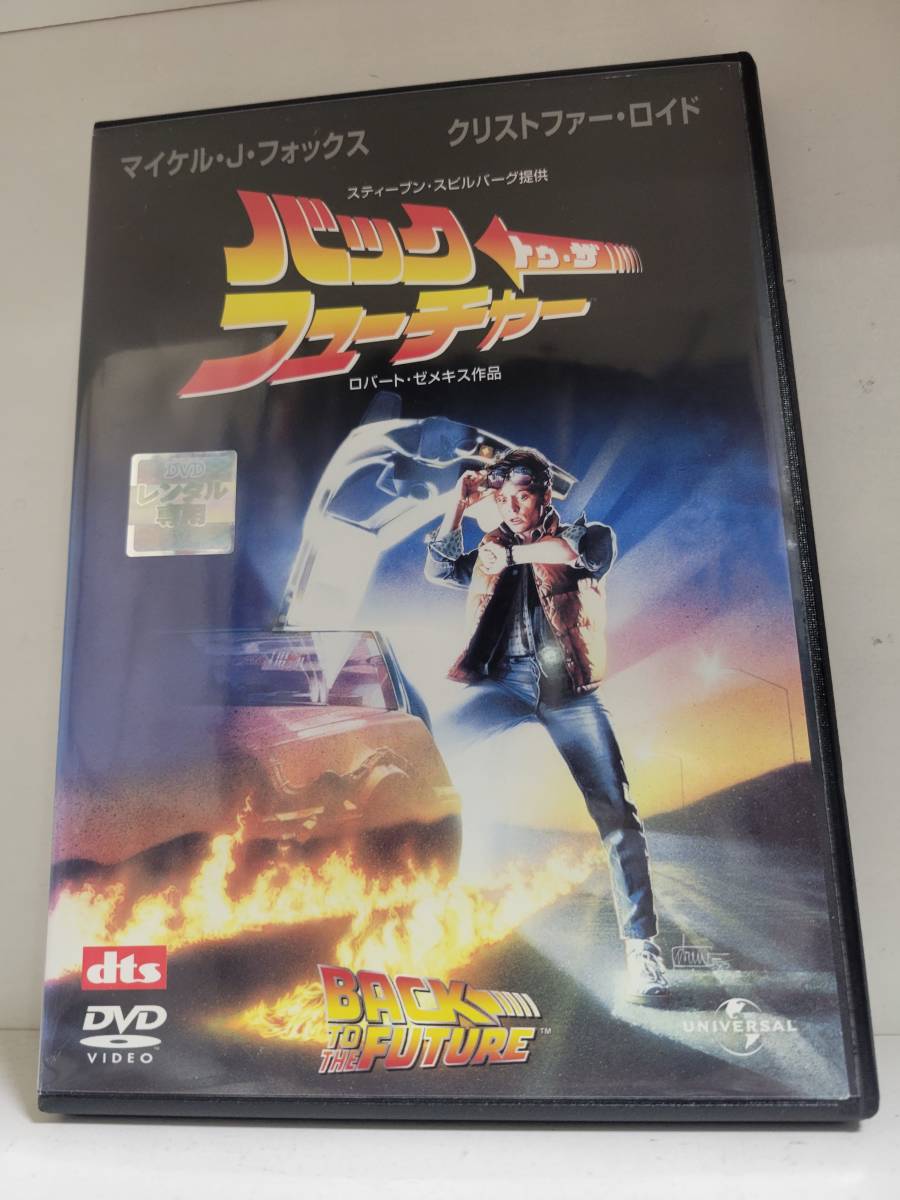 マイケル・J・フォックス
クリストファー・ロイド
スティーブン・スピルバーグ提供
バック
トゥ・ザ
フューチャー
ロバート・ゼメキス作品
DVD
レンタル
専用
dts
DVD
VIDEO
BACK
TO
THE FUTURE™
UNIVERSAL